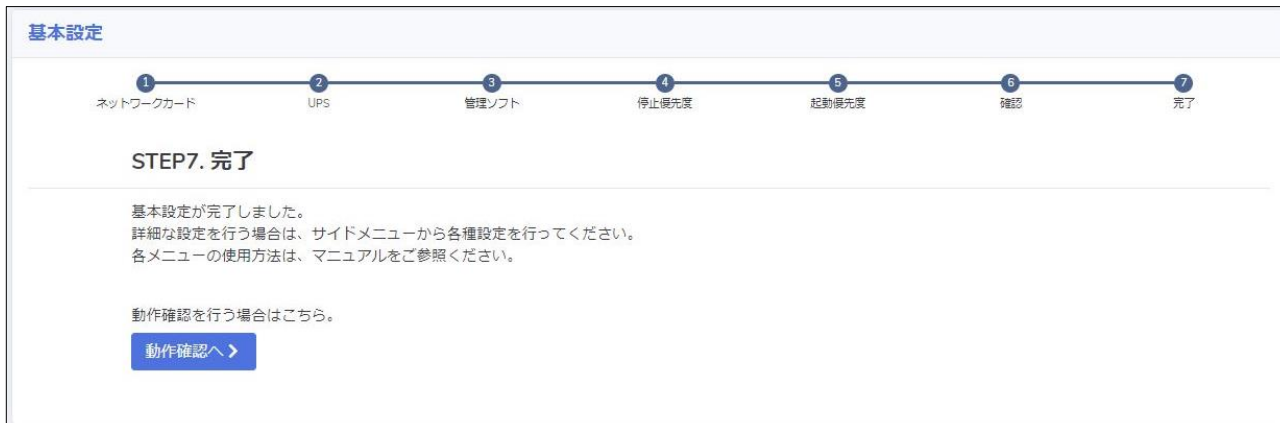 基本設定
1 2 3 4 5 6 7
ネットワークカード UPS 管理ソフト 停止優先度 起動優先度 確認 完了
STEP7. 完了
基本設定が完了しました。
詳細な設定を行う場合は、サイドメニューから各種設定を行ってください。
各メニューの使用方法は、マニュアルをご参照ください。
動作確認を行う場合はこちら。
動作確認へ